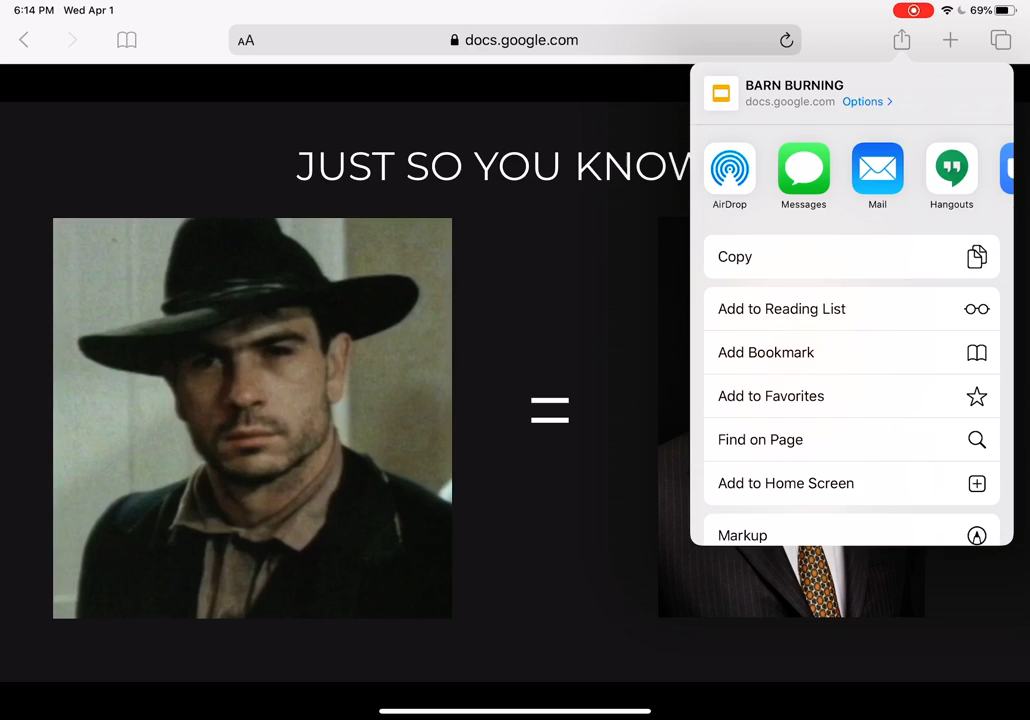 6:14 PM Wed Apr 1
69%
AA
docs.google.com
BARN BURNING
docs.google.com Options >
JUST SO YOU KNOW
AirDrop
Messages
Mail
Hangouts
Copy
Add to Reading List
Add Bookmark
Add to Favorites
Find on Page
Add to Home Screen
Markup